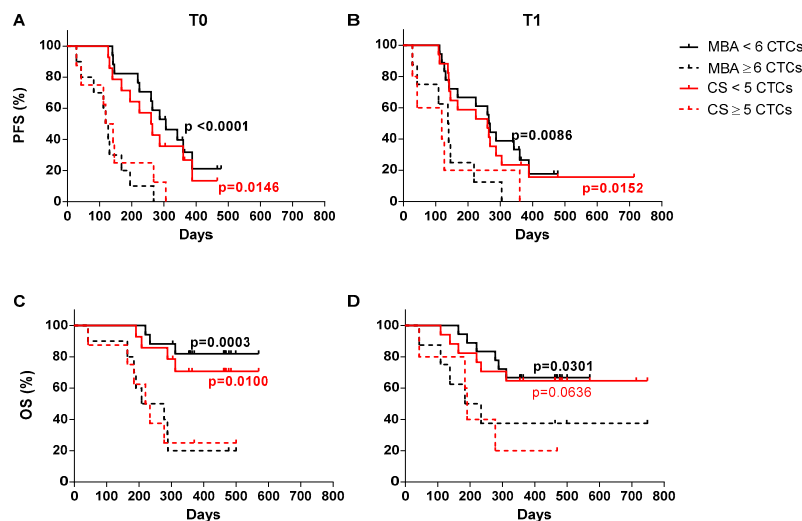 A
T0
B
T1
MBA < 6 CTCs
MBA ≥ 6 CTCs
CS < 5 CTCs
CS ≥ 5 CTCs
PFS (%)
100
80
60
40
20
0
p <0.0001
p=0.0146
0 100 200 300 400 500 600 700 800
Days
100
80
60
40
20
0
p=0.0086
p=0.0152
0 100 200 300 400 500 600 700 800
Days
C
D
OS (%)
100
80
60
40
20
0
p=0.0003
p=0.0100
0 100 200 300 400 500 600 700 800
Days
100
80
60
40
20
0
p=0.0301
p=0.0636
0 100 200 300 400 500 600 700 800
Days